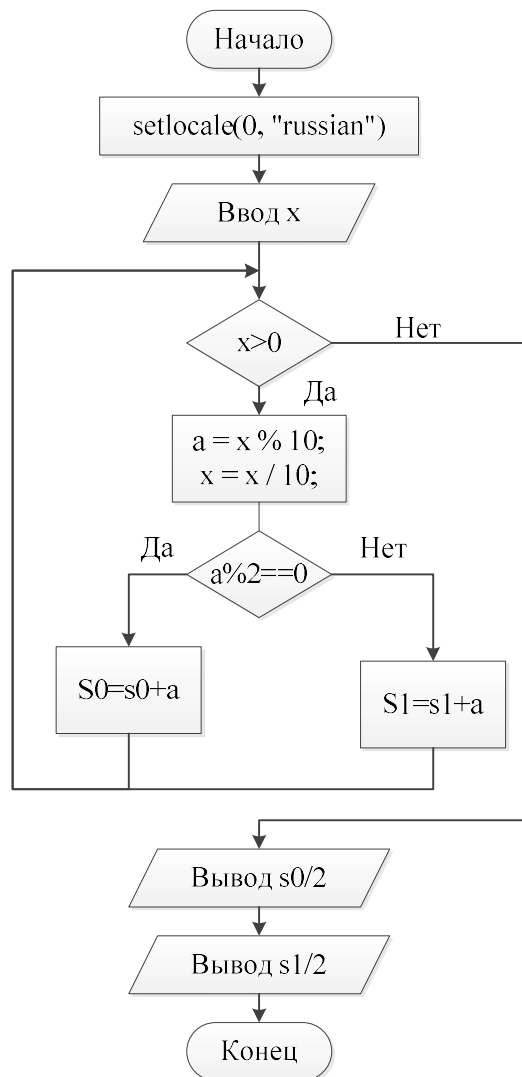 Начало
setlocale(0, "russian")
Ввод x
x>0
Нет
Да
a = x % 10;
x = x / 10;
Да
Нет
a%2==0
S0=s0+a
S1=s1+a
Вывод s0/2
Вывод s1/2
Конец